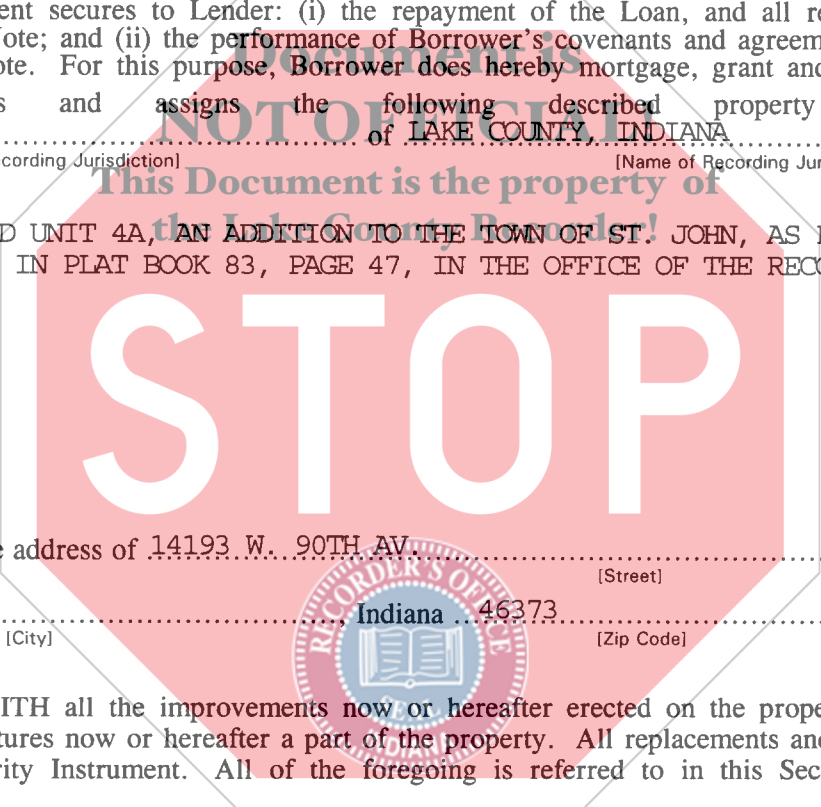 ent secures to Lender: (i) the repayment of the Loan, and all re
Note; and (ii) the performance of Borrower's covenants and agreem
ote. For this purpose, Borrower does hereby mortgage, grant and
s and assigns the following described property
Document is
NOT OFFICIAL!
of LAKE COUNTY, INDIANA
cording Jurisdiction] [Name of Recording Jur
This Document is the property of
the Lake County Recorder!
D UNIT 4A, AN ADDITION TO THE TOWN OF ST. JOHN, AS
IN PLAT BOOK 83, PAGE 47, IN THE OFFICE OF THE RECO
STOP
e address of 14193 W. 90TH AV.
[Street]
, Indiana 46373
[City] [Zip Code]
RECORDER'S OFFICE
SEAL
INDIANA
ITH all the improvements now or hereafter erected on the prope
tures now or hereafter a part of the property. All replacements an
rity Instrument. All of the foregoing is referred to in this Sec